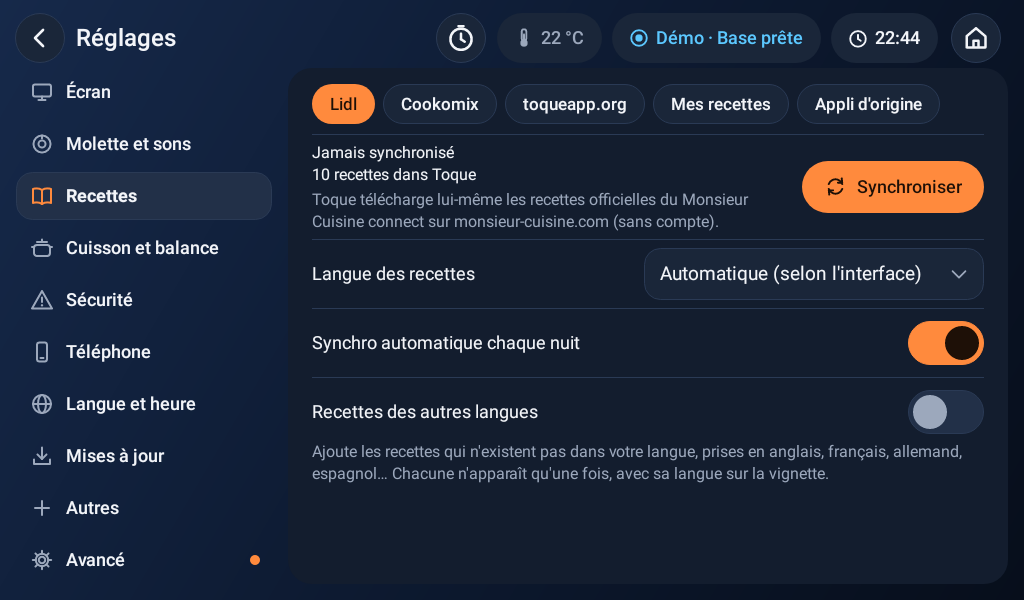 Réglages
22 °C
Démo · Base prête
22:44
Écran
Molette et sons
Recettes
Cuisson et balance
Sécurité
Téléphone
Langue et heure
Mises à jour
Autres
Avancé
Lidl
Cookomix
toqueapp.org
Mes recettes
Appli d'origine
Jamais synchronisé
10 recettes dans Toque
Toque télécharge lui-même les recettes officielles du Monsieur
Cuisine connect sur monsieur-cuisine.com (sans compte).
Synchroniser
Langue des recettes
Automatique (selon l'interface)
Synchro automatique chaque nuit
Recettes des autres langues
Ajoute les recettes qui n'existent pas dans votre langue, prises en anglais, français, allemand,
espagnol… Chacune n'apparaît qu'une fois, avec sa langue sur la vignette.